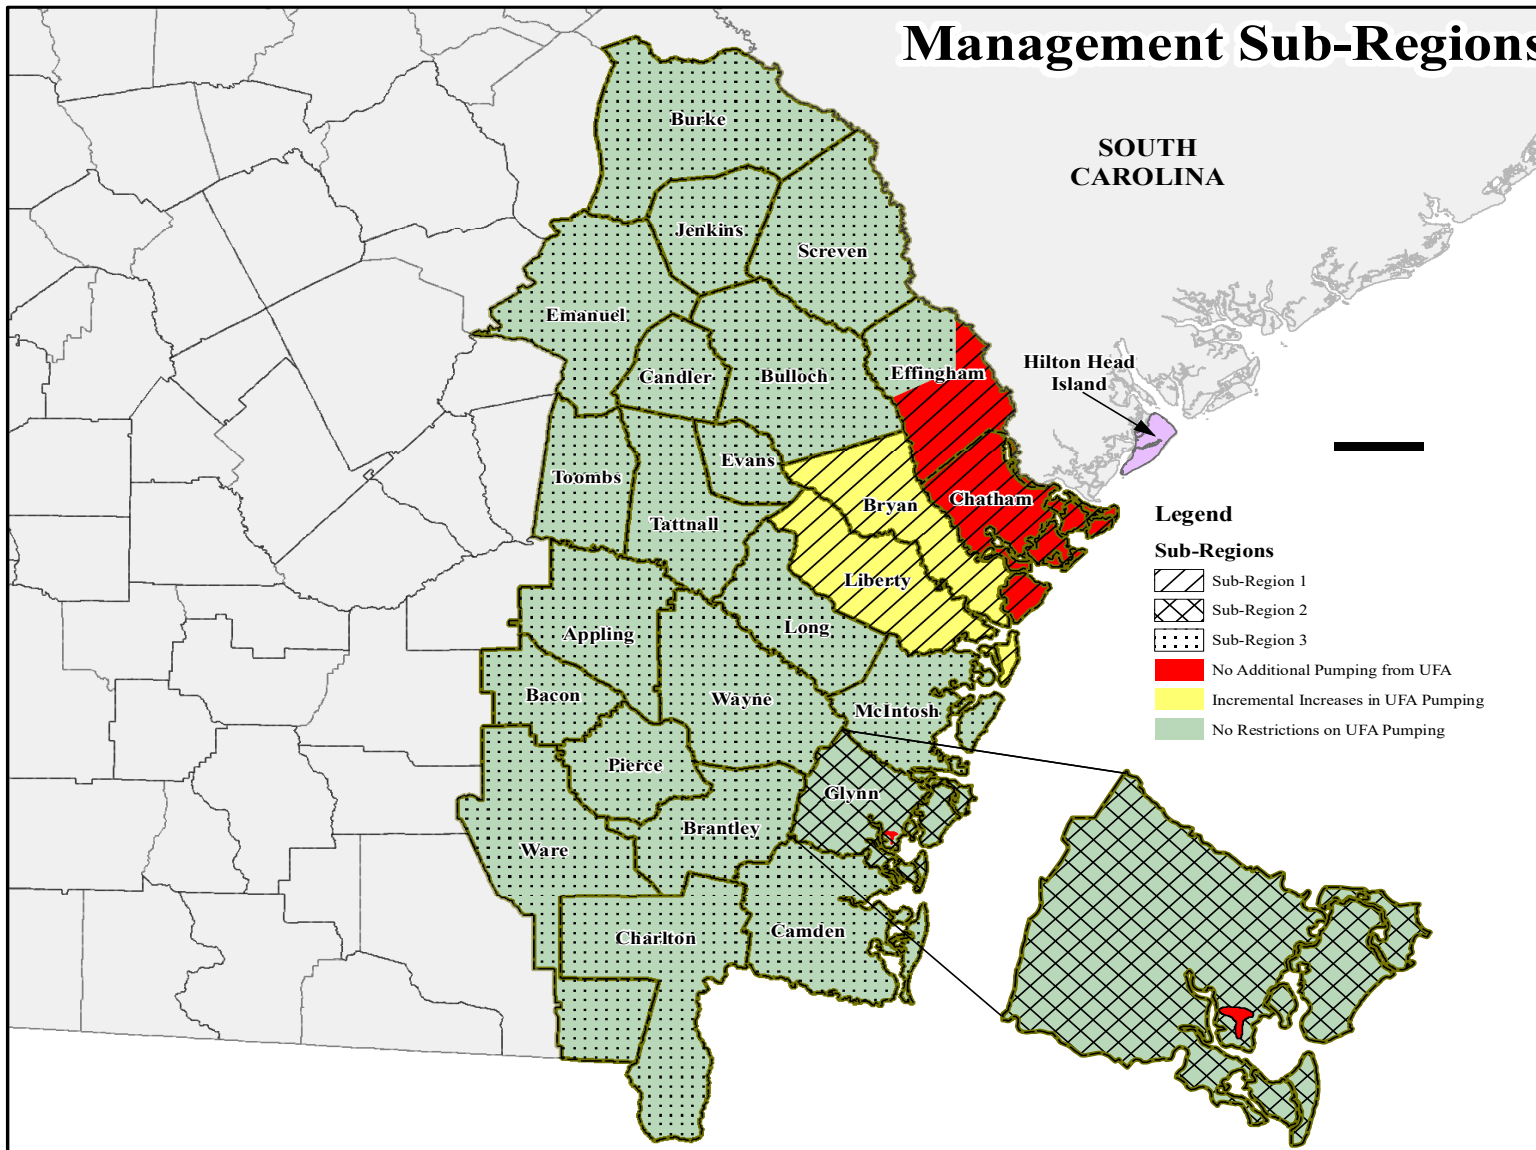 Management Sub-Regions
Burke
SOUTH
CAROLINA
Jenkins
Screven
Emanuel
Hilton Head
Island
Effingham
Candler
Bulloch
Evans
Toombs
Bryan
Chatham
Tattnall
Legend
Sub-Regions
Liberty
Sub-Region 1
Sub-Region 2
Long
Appling
Sub-Region 3
No Additional Pumping from UFA
Bacon
Wayne
Incremental Increases in UFA Pumping
McIntosh
No Restrictions on UFA Pumping
Pierce
Glynn
Brantley
Ware
Charlton
Camden